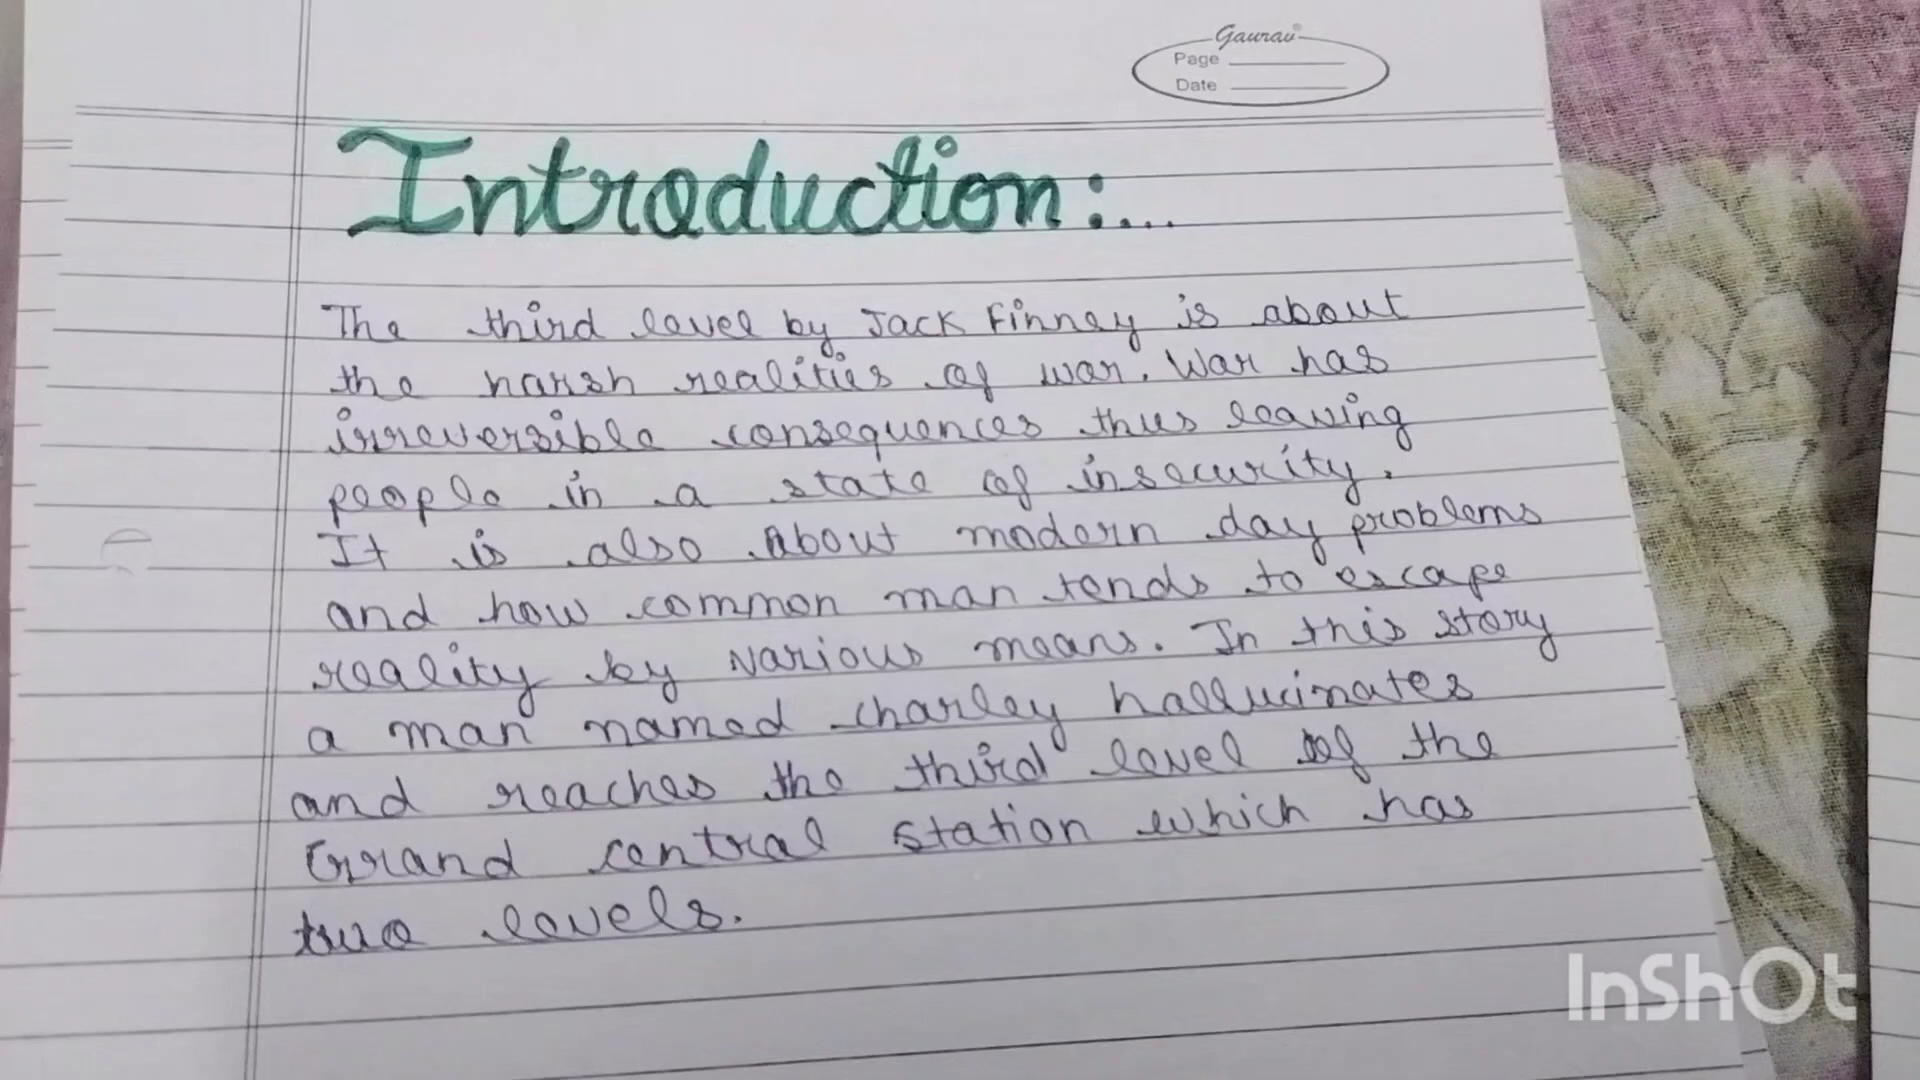 Gaurav
Page
Date
Introduction:...
The third level by Jack Finney is about
the harsh realities of war. War has
irreversible consequences thus leaving
people in a state of insecurity.
It is also about modern day problems
and how common man tends to escape
reality by various means. In this story
a man named charley hallucinates
and reaches the third level of the
Grand central station which has
two levels.
InShOt